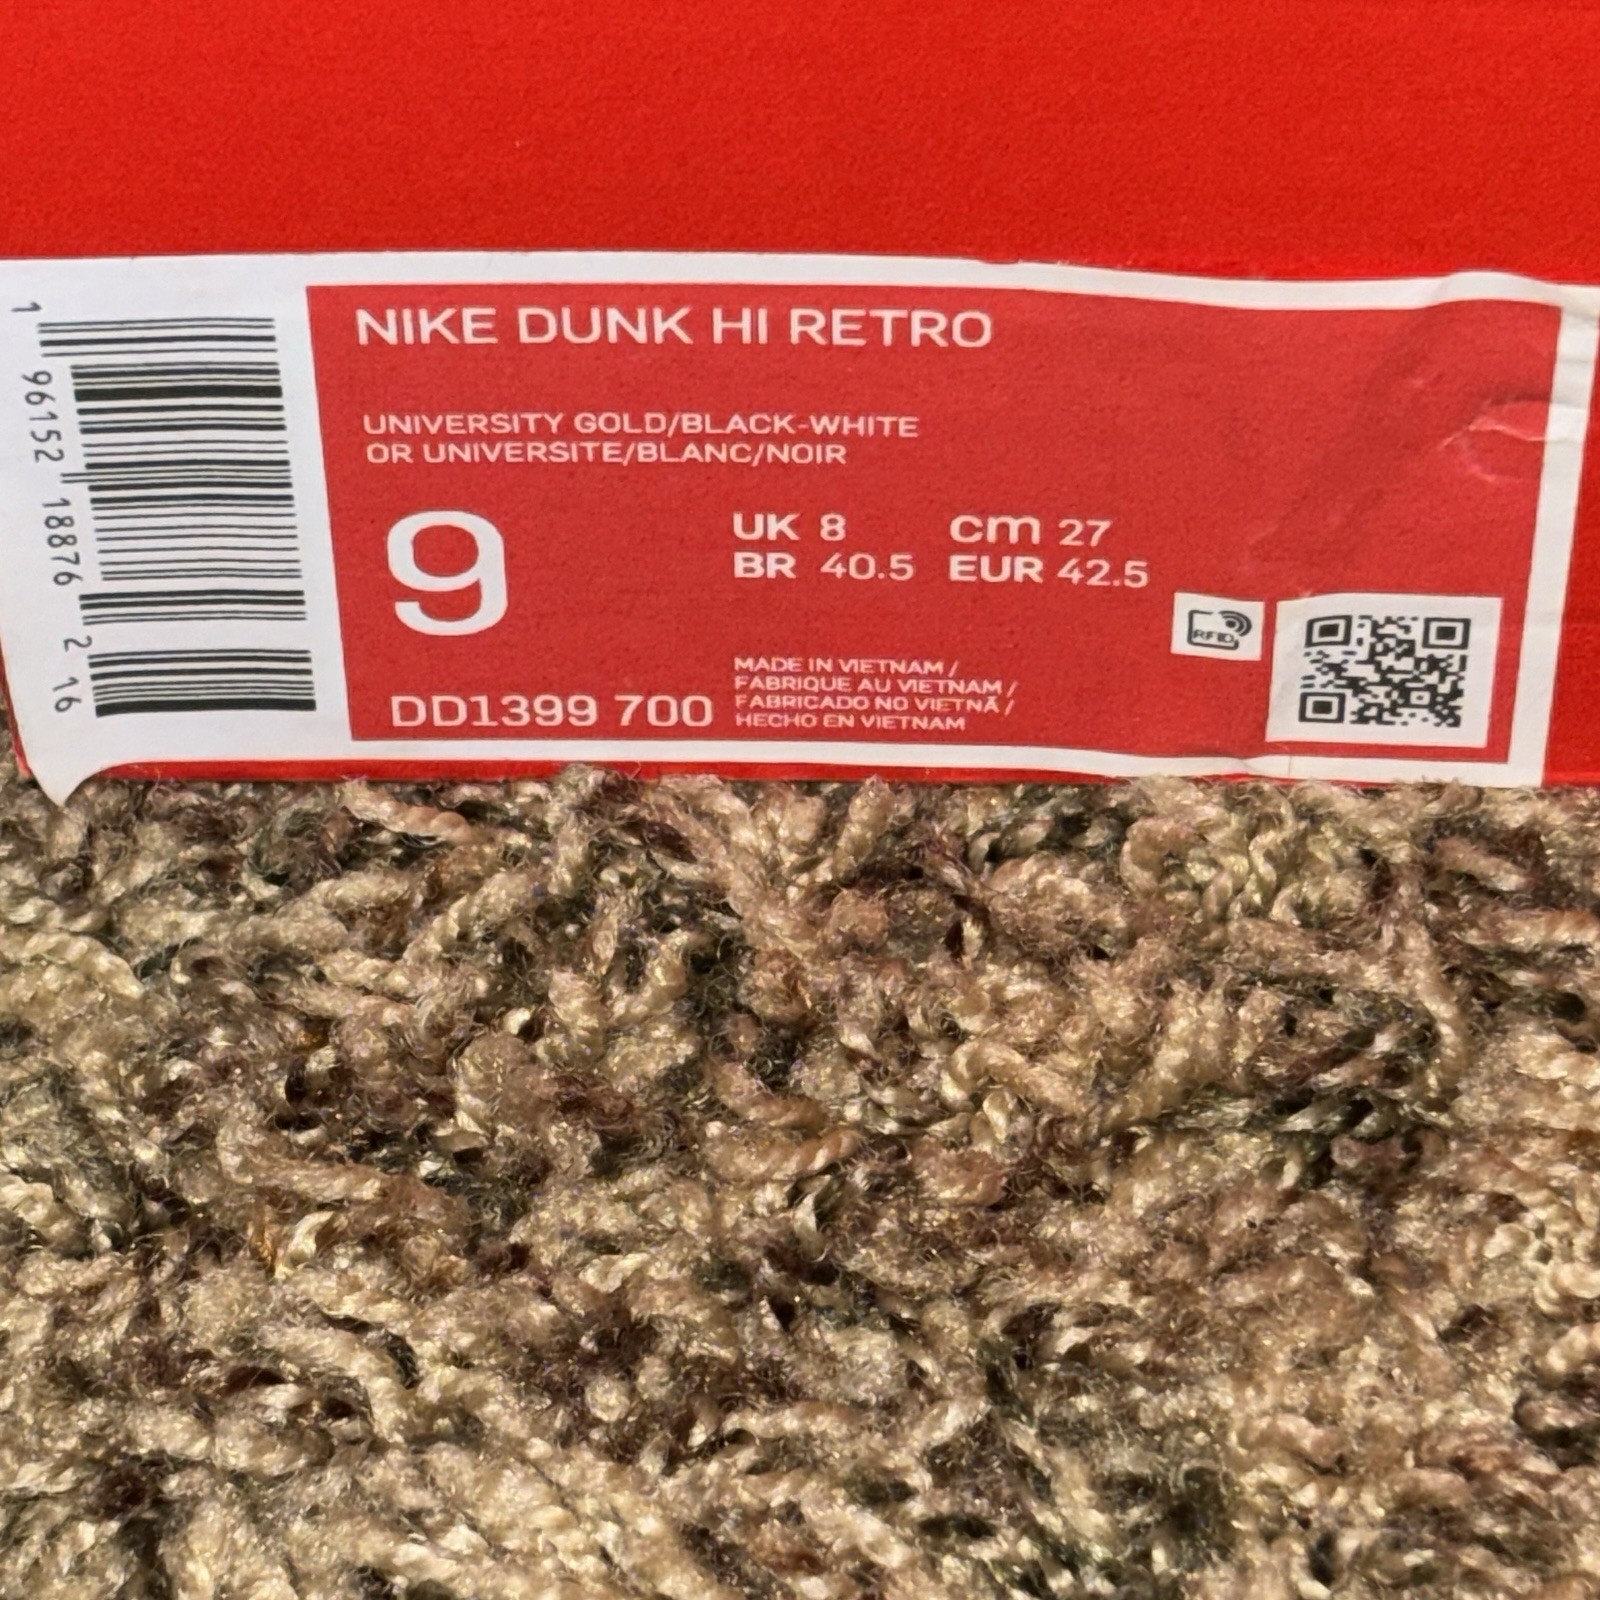 NIKE DUNK HI RETRO
UNIVERSITY GOLD/BLACK-WHITE
OR UNIVERSITE/BLANC/NOIR
9
UK 8 cm 27
BR 40.5 EUR 42.5
DD1399 700
MADE IN VIETNAM /
FABRIQUE AU VIETNAM /
FABRICADO NO VIETNÃ /
HECHO EN VIETNAM
RFID
1 96152 18876 2 16